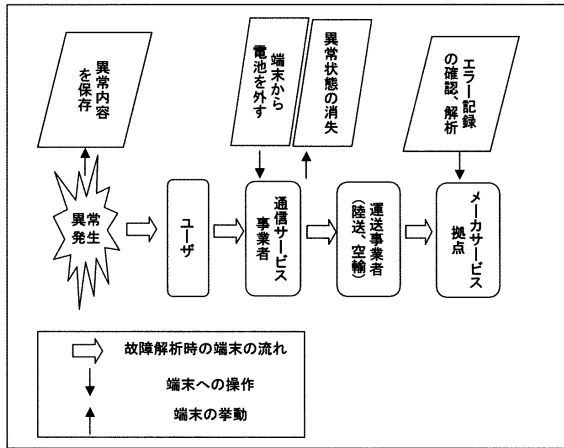 異常内容
を保存
端末から
電池を外す
異常状態の消失
エラー記録
の確認、解析
異常
発生
ユーザ
通信サービス
事業者
運送事業者
（陸送、空輸）
メーカサービス
拠点
故障解析時の端末の流れ
端末への操作
端末の挙動